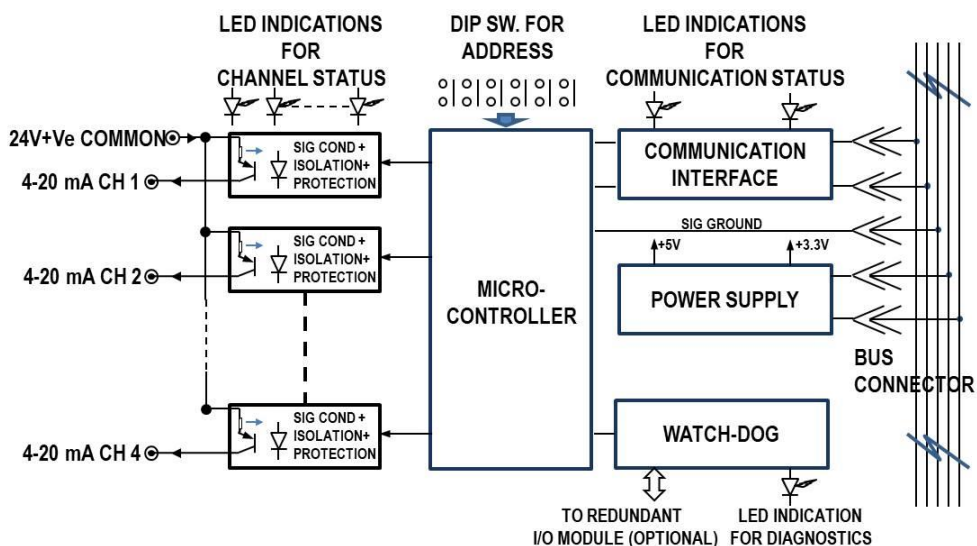 LED INDICATIONS
FOR
CHANNEL STATUS
DIP SW. FOR
ADDRESS
LED INDICATIONS
FOR
COMMUNICATION STATUS
24V+Ve COMMON
4-20 mA CH 1
SIG COND +
ISOLATION+
PROTECTION
COMMUNICATION
INTERFACE
SIG GROUND
4-20 mA CH 2
SIG COND +
ISOLATION+
PROTECTION
MICRO-
CONTROLLER
+5V
+3.3V
POWER SUPPLY
BUS
CONNECTOR
4-20 mA CH 4
SIG COND +
ISOLATION+
PROTECTION
WATCH-DOG
TO REDUNDANT
I/O MODULE (OPTIONAL)
LED INDICATION
FOR DIAGNOSTICS